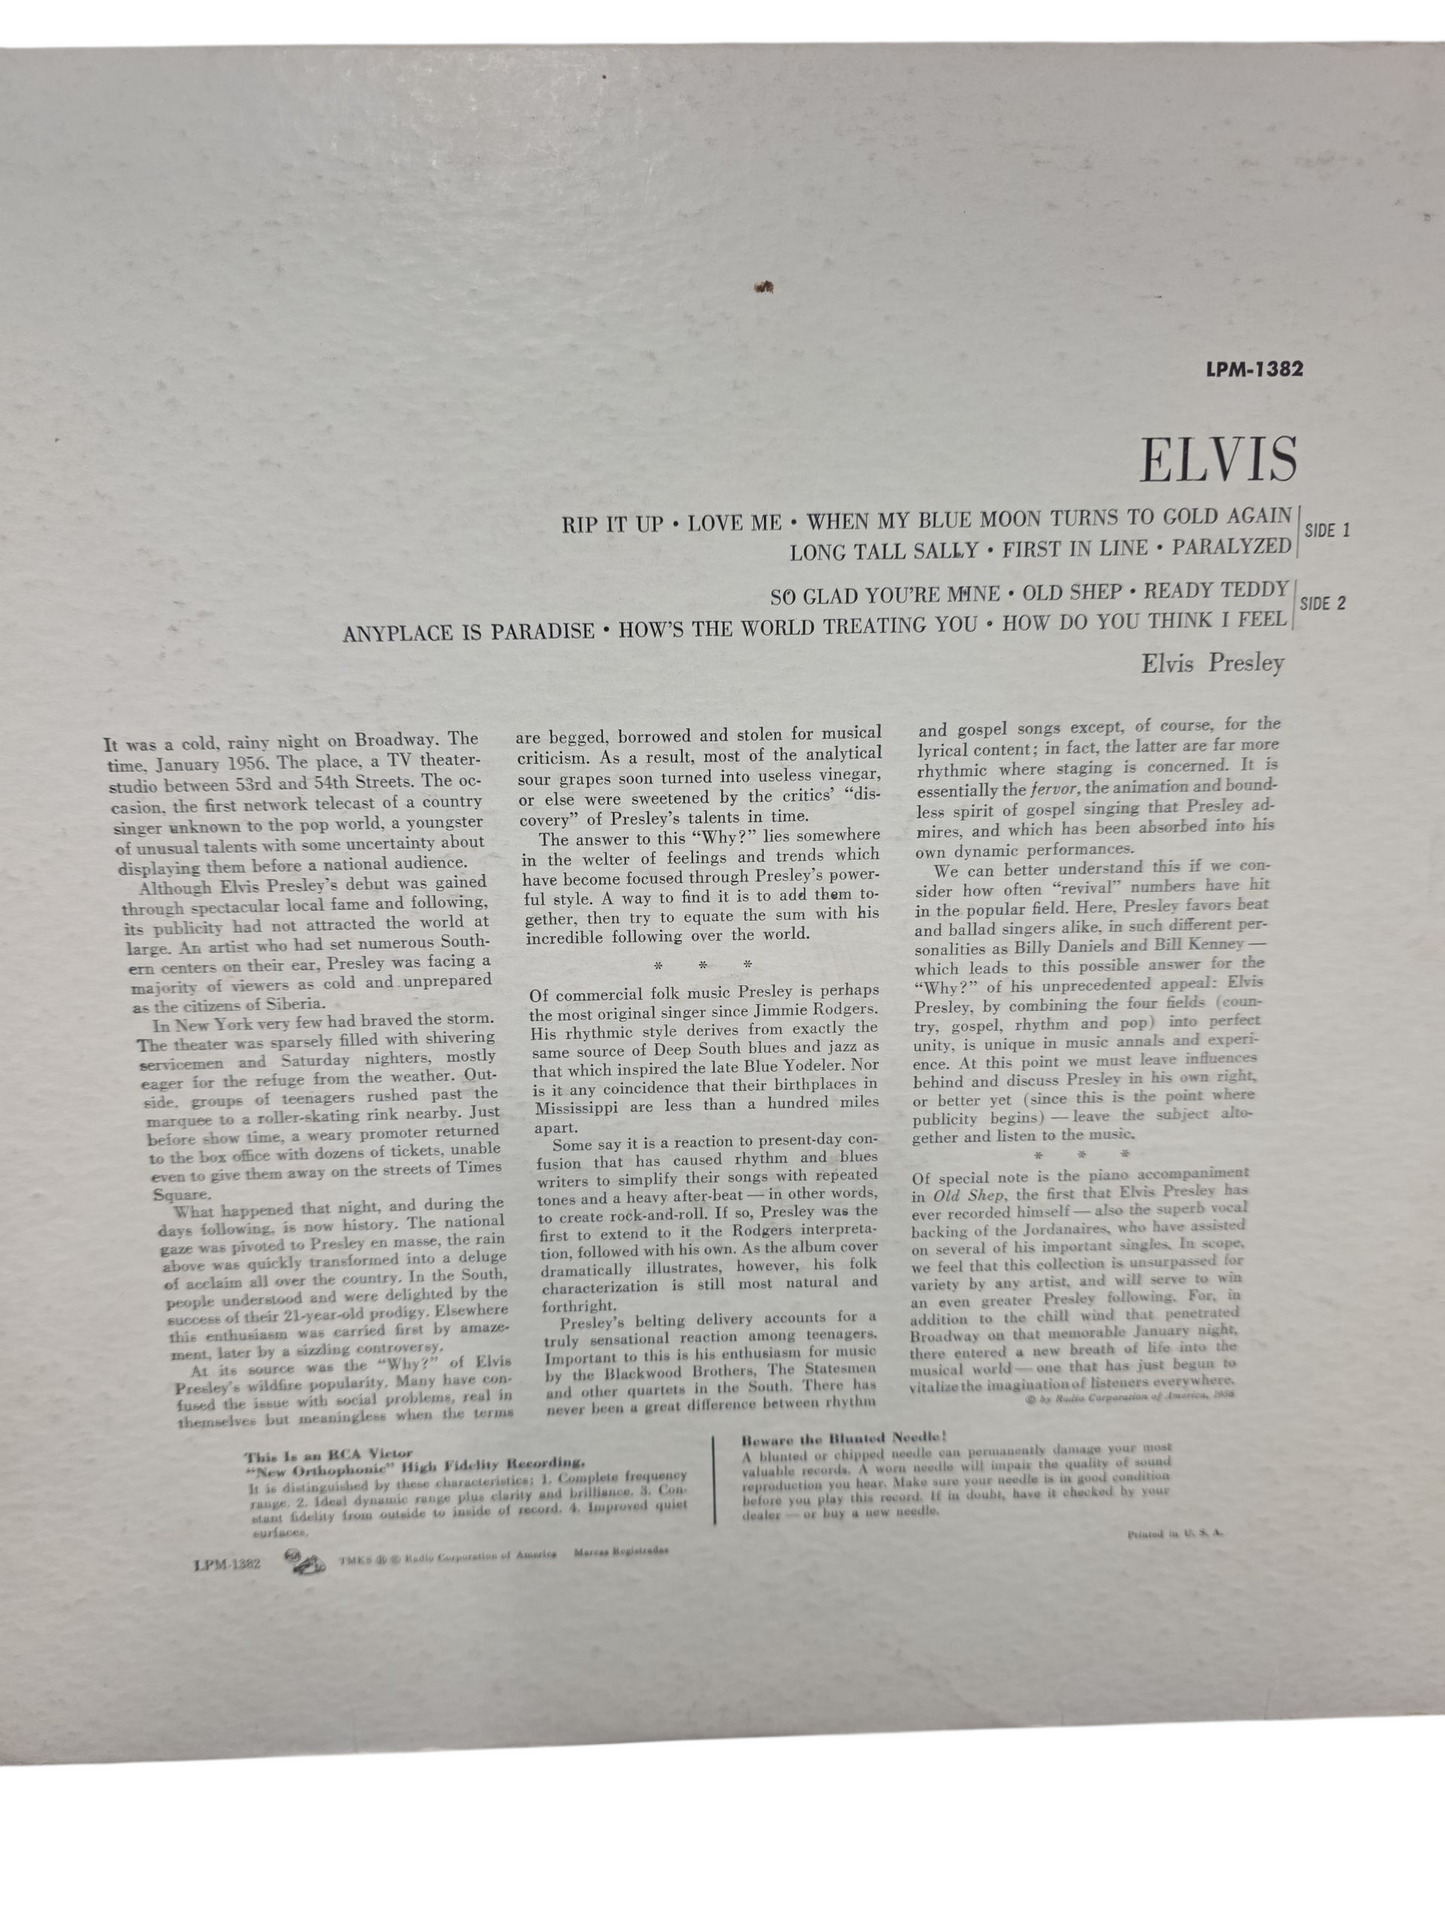 LPM-1382
ELVIS
RIP IT UP • LOVE ME • WHEN MY BLUE MOON TURNS TO GOLD AGAIN
LONG TALL SALLY • FIRST IN LINE • PARALYZED
SIDE 1
SO GLAD YOU'RE MINE • OLD SHEP • READY TEDDY
ANYPLACE IS PARADISE • HOW'S THE WORLD TREATING YOU • HOW DO YOU THINK I FEEL
SIDE 2
Elvis Presley
It was a cold, rainy night on Broadway. The
time, January 1956. The place, a TV theater-
studio between 53rd and 54th Streets. The oc-
casion, the first network telecast of a country
singer unknown to the pop world, a youngster
of unusual talents with some uncertainty about
displaying them before a national audience.
Although Elvis Presley's debut was gained
through spectacular local fame and following,
its publicity had not attracted the world at
large. An artist who had set numerous South-
ern centers on their ear, Presley was facing a
majority of viewers as cold and unprepared
as the citizens of Siberia.
In New York very few had braved the storm.
The theater was sparsely filled with shivering
servicemen and Saturday nighters, mostly
eager for the refuge from the weather. Out-
side, groups of teenagers rushed past the
marquee to a roller-skating rink nearby. Just
before show time, a weary promoter returned
to the box office with dozens of tickets, unable
even to give them away on the streets of Times
Square.
What happened that night, and during the
days following, is now history. The national
gaze was pivoted to Presley en masse, the rain
above was quickly transformed into a deluge
of acclaim all over the country. In the South,
people understood and were delighted by the
success of their 21-year-old prodigy. Elsewhere
this enthusiasm was carried first by amaze-
ment, later by a sizzling controversy.
At its source was the "Why?" of Elvis
Presley's wildfire popularity. Many have con-
fused the issue with social problems, real in
themselves but meaningless when the terms
are begged, borrowed and stolen for musical
criticism. As a result, most of the analytical
sour grapes soon turned into useless vinegar,
or else were sweetened by the critics' "dis-
covery" of Presley's talents in time.
The answer to this "Why?" lies somewhere
in the welter of feelings and trends which
have become focused through Presley's power-
ful style. A way to find it is to add them to-
gether, then try to equate the sum with his
incredible following over the world.
* * *
Of commercial folk music Presley is perhaps
the most original singer since Jimmie Rodgers.
His rhythmic style derives from exactly the
same source of Deep South blues and jazz as
that which inspired the late Blue Yodeler. Nor
is it any coincidence that their birthplaces in
Mississippi are less than a hundred miles
apart.
Some say it is a reaction to present-day con-
fusion that has caused rhythm and blues
writers to simplify their songs with repeated
tones and a heavy after-beat — in other words,
to create rock-and-roll. If so, Presley was the
first to extend to it the Rodgers interpreta-
tion, followed with his own. As the album cover
dramatically illustrates, however, his folk
characterization is still most natural and
forthright.
Presley's belting delivery accounts for a
truly sensational reaction among teenagers.
Important to this is his enthusiasm for music
by the Blackwood Brothers, The Statesmen
and other quartets in the South. There has
never been a great difference between rhythm
and gospel songs except, of course, for the
lyrical content; in fact, the latter are far more
rhythmic where staging is concerned. It is
essentially the fervor, the animation and bound-
less spirit of gospel singing that Presley ad-
mires, and which has been absorbed into his
own dynamic performances.
We can better understand this if we con-
sider how often "revival" numbers have hit
in the popular field. Here, Presley favors beat
and ballad singers alike, in such different per-
sonalities as Billy Daniels and Bill Kenney —
which leads to this possible answer for the
"Why?" of his unprecedented appeal: Elvis
Presley, by combining the four fields (coun-
try, gospel, rhythm and pop) into perfect
unity, is unique in music annals and experi-
ence. At this point we must leave influences
behind and discuss Presley in his own right,
or better yet (since this is the point where
publicity begins) — leave the subject alto-
gether and listen to the music.
* * *
Of special note is the piano accompaniment
in Old Shep, the first that Elvis Presley has
ever recorded himself — also the superb vocal
backing of the Jordanaires, who have assisted
on several of his important singles. In scope,
we feel that this collection is unsurpassed for
variety by any artist, and will serve to win
an even greater Presley following. For, in
addition to the chill wind that penetrated
Broadway on that memorable January night,
there entered a new breath of life into the
musical world — one that has just begun to
vitalize the imagination of listeners everywhere.
© by Radio Corporation of America, 1956
This Is an RCA Victor
"New Orthophonic" High Fidelity Recording.
It is distinguished by these characteristics: 1. Complete frequency
range. 2. Ideal dynamic range plus clarity and brilliance. 3. Con-
stant fidelity from outside to inside of record. 4. Improved quiet
surfaces.
Beware the Blunted Needle!
A blunted or chipped needle can permanently damage your most
valuable records. A worn needle will impair the quality of sound
reproduction you hear. Make sure your needle is in good condition
before you play this record. If in doubt, have it checked by your
dealer — or buy a new needle.
Printed in U. S. A.
LPM-1382
TMKS ® © Radio Corporation of America Marcas Registradas